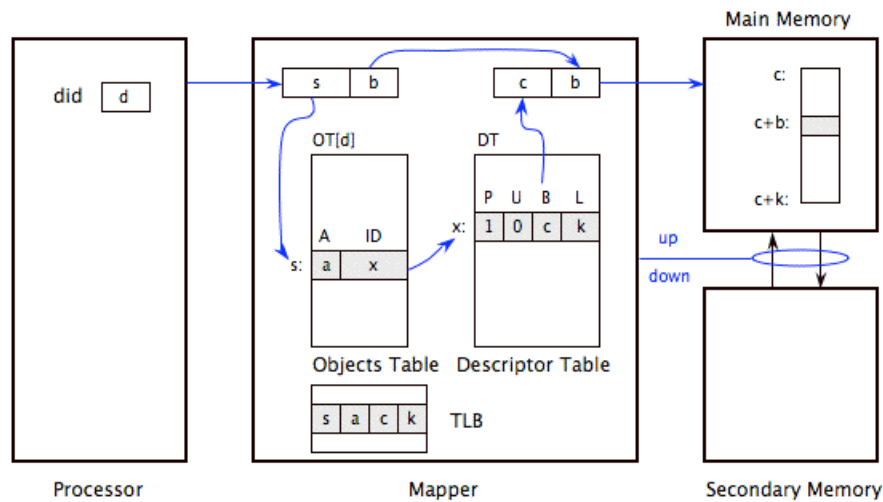 Main Memory
did d
s b
c b
c:
c+b:
c+k:
OT[d]
DT
A ID
s: a x
P U B L
x: 1 0 c k
up
down
Objects Table
Descriptor Table
s a c k
TLB
Processor
Mapper
Secondary Memory